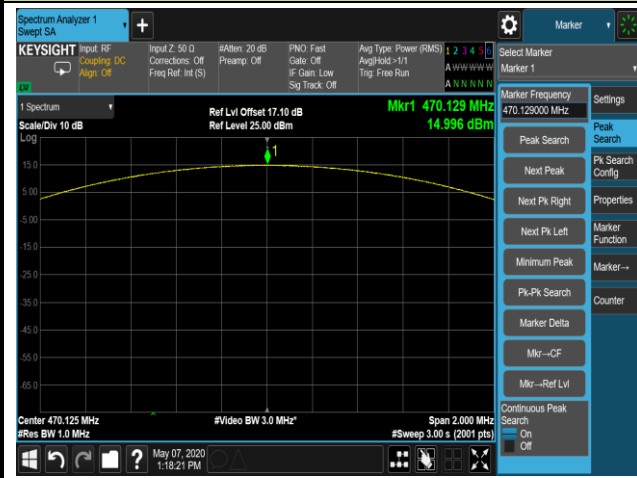 Spectrum Analyzer 1
Swept SA
+
Marker
KEYSIGHT
Input: RF
Coupling: DC
Align: Off
Input Z: 50 Ω
Corrections: Off
Freq Ref: Int (S)
#Atten: 20 dB
Preamp: Off
PNO: Fast
Gate: Off
IF Gain: Low
Sig Track: Off
Avg Type: Power (RMS)
Avg|Hold:>1/1
Trig: Free Run
1 2 3 4 5 6
A W W W W W
A N N N N N
Select Marker
Marker 1
1 Spectrum
Scale/Div 10 dB
Log
Ref Lvl Offset 17.10 dB
Ref Level 25.00 dBm
Mkr1 470.129 MHz
14.996 dBm
1
15.0
5.00
-5.00
-15.0
-25.0
-35.0
-45.0
-55.0
-65.0
Center 470.125 MHz
#Res BW 1.0 MHz
#Video BW 3.0 MHz*
Span 2.000 MHz
#Sweep 3.00 s (2001 pts)
Marker Frequency
470.129000 MHz
Peak Search
Next Peak
Next Pk Right
Next Pk Left
Minimum Peak
Pk-Pk Search
Marker Delta
Mkr→CF
Mkr→Ref Lvl
Continuous Peak
Search
On
Off
Settings
Peak
Search
Pk Search
Config
Properties
Marker
Function
Marker→
Counter
?
May 07, 2020
1:18:21 PM